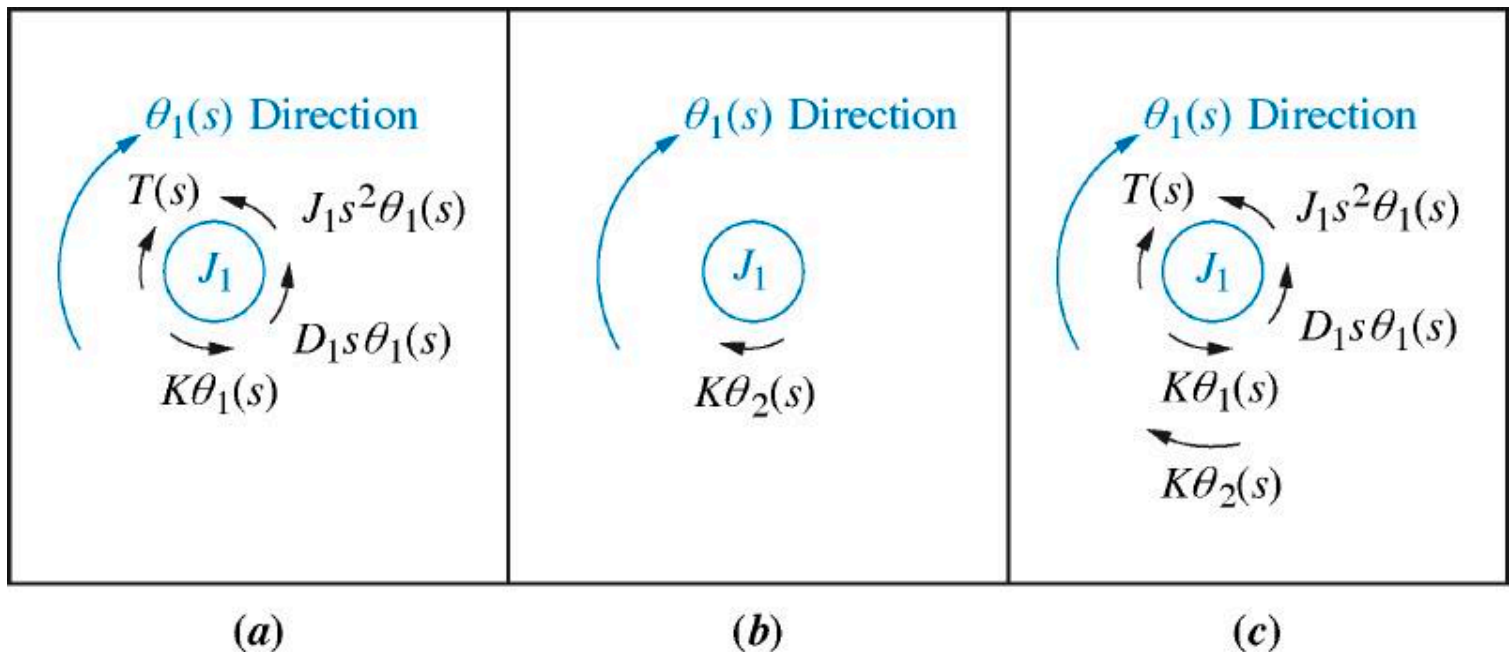 θ₁(s) Direction
T(s)
J₁s²θ₁(s)
J₁
D₁sθ₁(s)
Kθ₁(s)
(a)
θ₁(s) Direction
J₁
Kθ₂(s)
(b)
θ₁(s) Direction
T(s)
J₁s²θ₁(s)
J₁
D₁sθ₁(s)
Kθ₁(s)
Kθ₂(s)
(c)